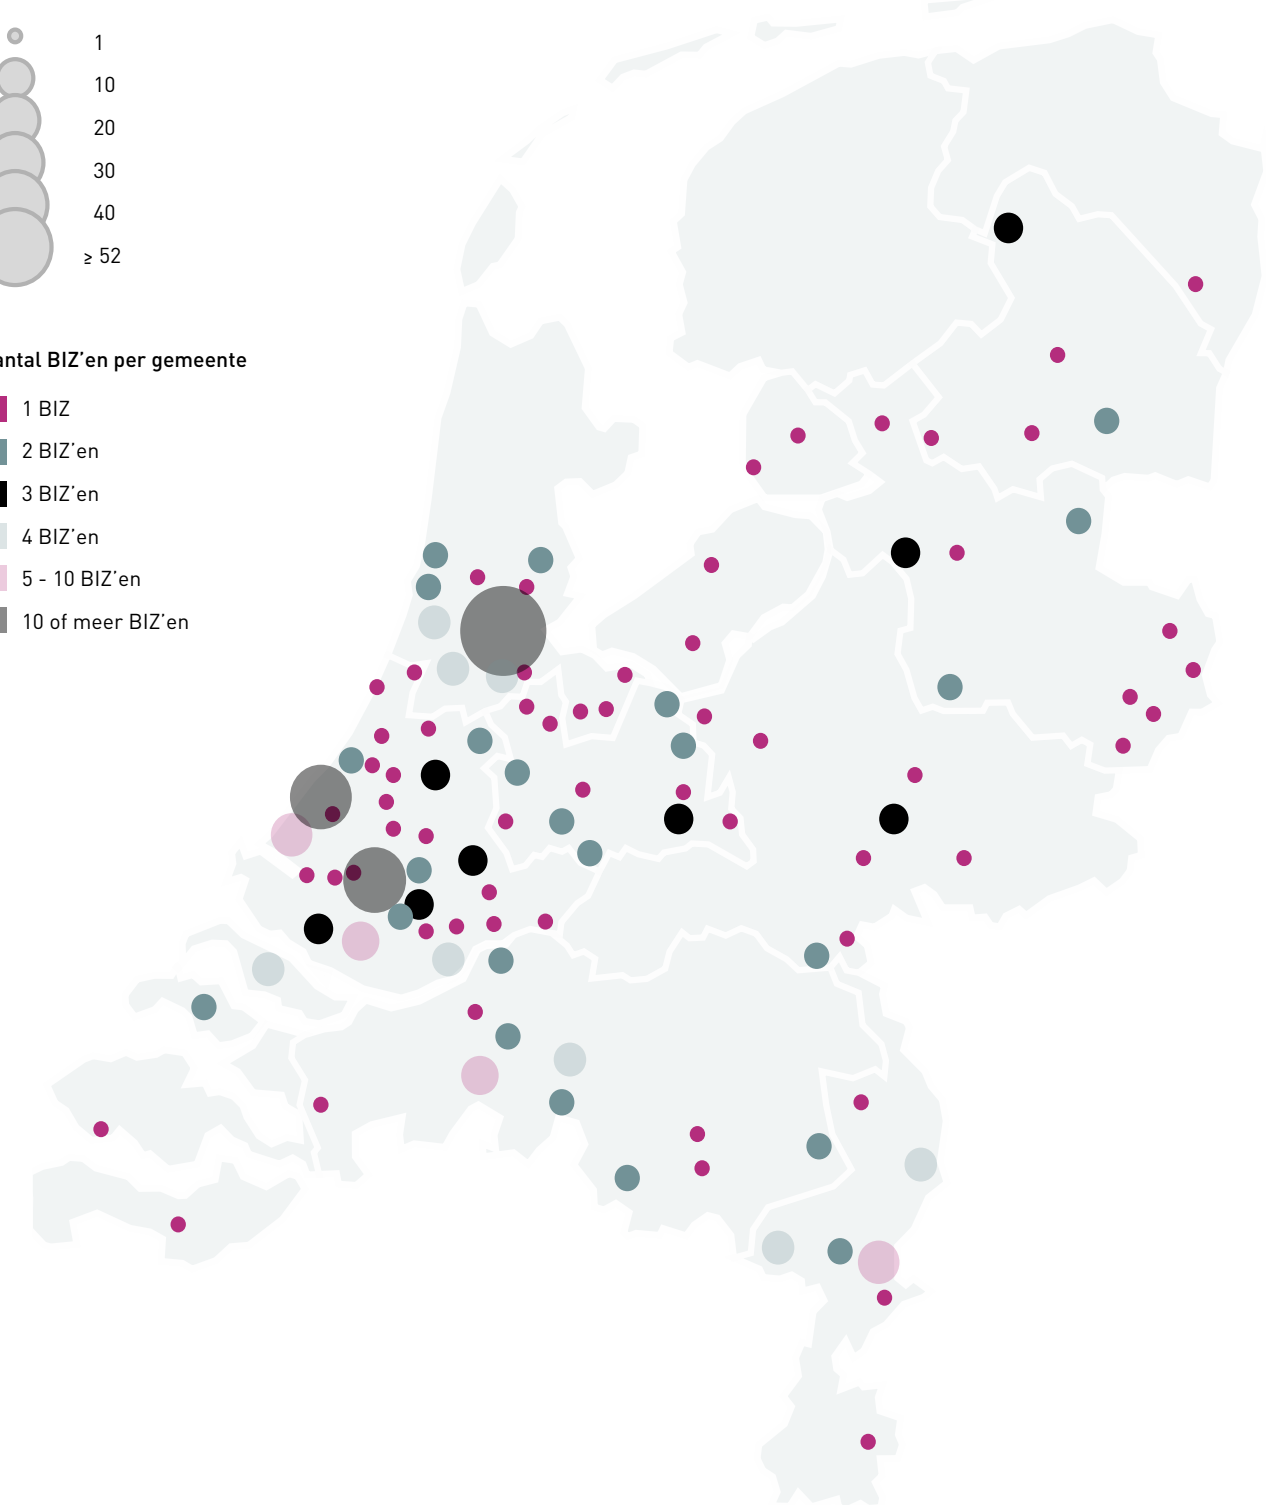 1
10
20
30
40
≥ 52
antal BIZ'en per gemeente
1 BIZ
2 BIZ'en
3 BIZ'en
4 BIZ'en
5 - 10 BIZ'en
10 of meer BIZ'en